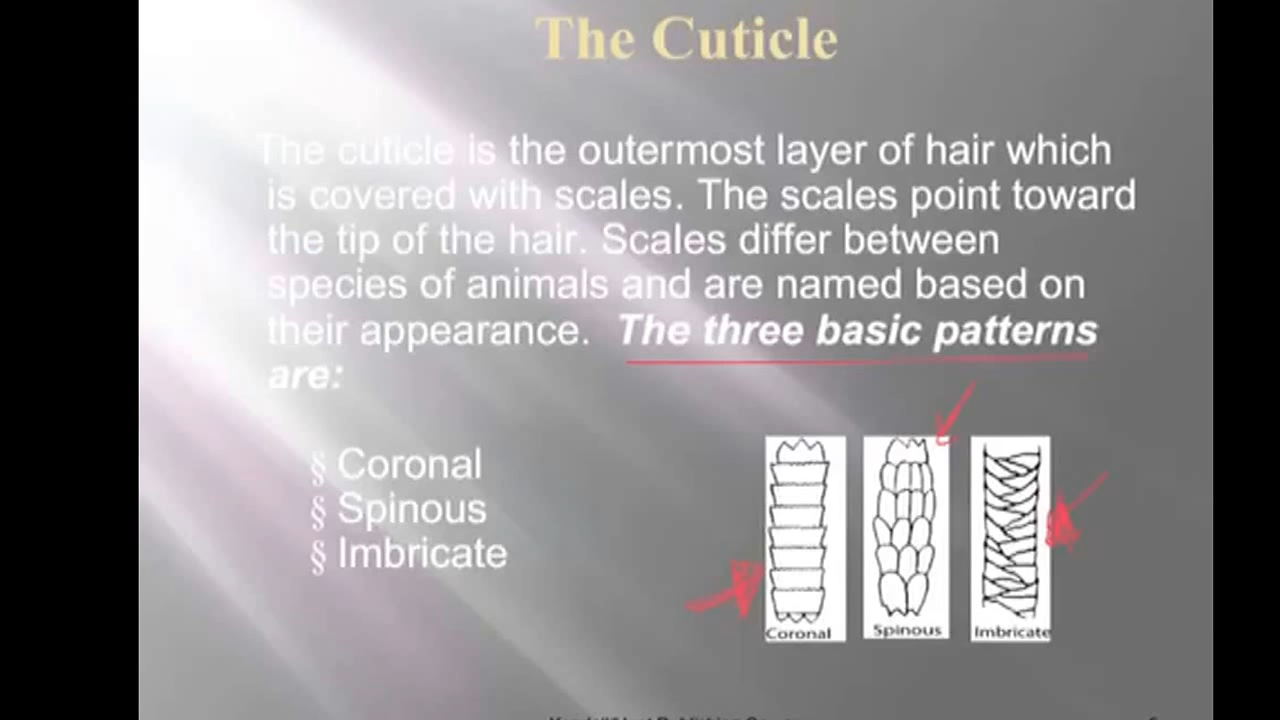 The Cuticle
The cuticle is the outermost layer of hair which
is covered with scales. The scales point toward
the tip of the hair. Scales differ between
species of animals and are named based on
their appearance. The three basic patterns
are:
§ Coronal
§ Spinous
§ Imbricate
Coronal
Spinous
Imbricate